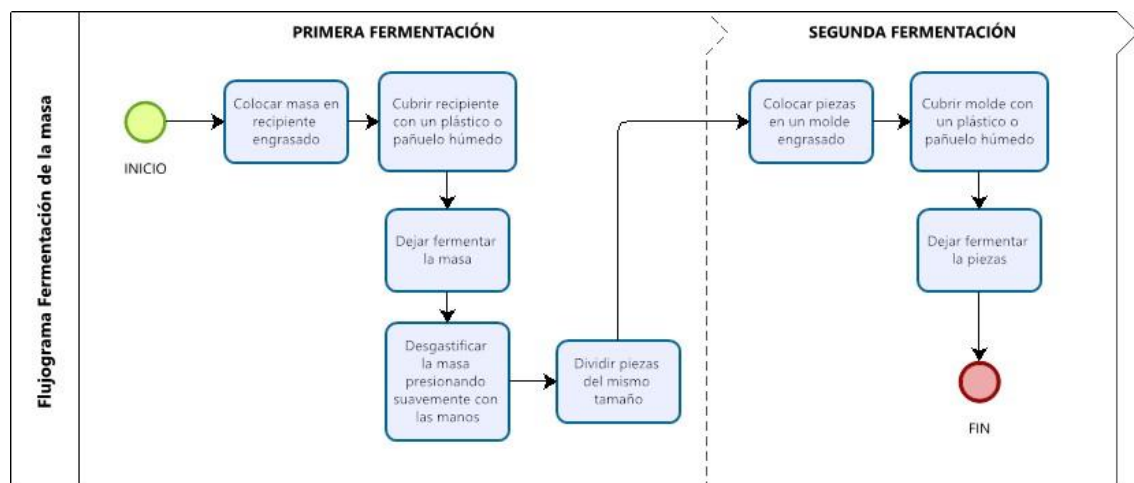 Flujograma Fermentación de la masa
PRIMERA FERMENTACIÓN
INICIO
Colocar masa en
recipiente
engrasado
Cubrir recipiente
con un plástico o
pañuelo húmedo
Dejar fermentar
la masa
Desgastificar
la masa
presionando
suavemente con
las manos
Dividir piezas
del mismo
tamaño
SEGUNDA FERMENTACIÓN
Colocar piezas
en un molde
engrasado
Cubrir molde con
un plástico o
pañuelo húmedo
Dejar fermentar
la piezas
FIN